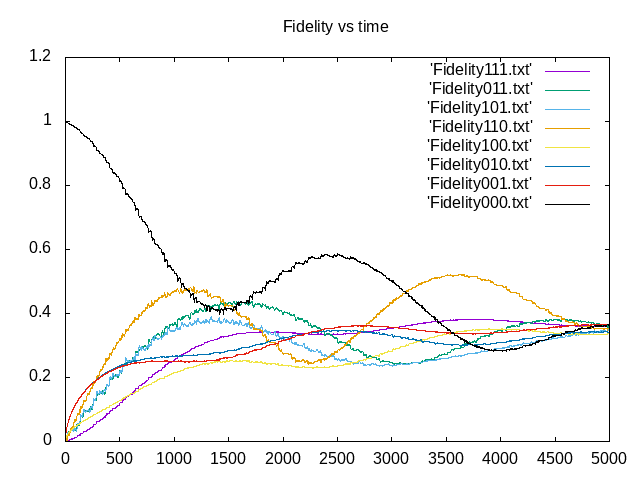 Fidelity vs time
1.2
1
0.8
0.6
0.4
0.2
0
0 500 1000 1500 2000 2500 3000 3500 4000 4500 5000
'Fidelity111.txt'
'Fidelity011.txt'
'Fidelity101.txt'
'Fidelity110.txt'
'Fidelity100.txt'
'Fidelity010.txt'
'Fidelity001.txt'
'Fidelity000.txt'